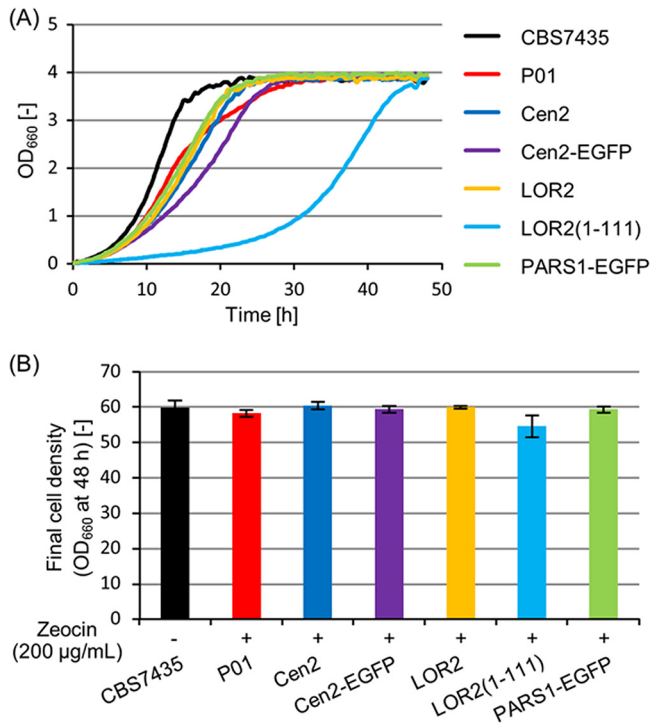 (A)
5
4
3
2
1
0
OD660 [-]
0 10 20 30 40 50
Time [h]
CBS7435
P01
Cen2
Cen2-EGFP
LOR2
LOR2(1-111)
PARS1-EGFP
(B)
70
60
50
40
30
20
10
0
Final cell density
(OD660 at 48 h) [-]
Zeocin
(200 µg/mL)
- + + + + + +
CBS7435 P01 Cen2 Cen2-EGFP LOR2 LOR2(1-111) PARS1-EGFP